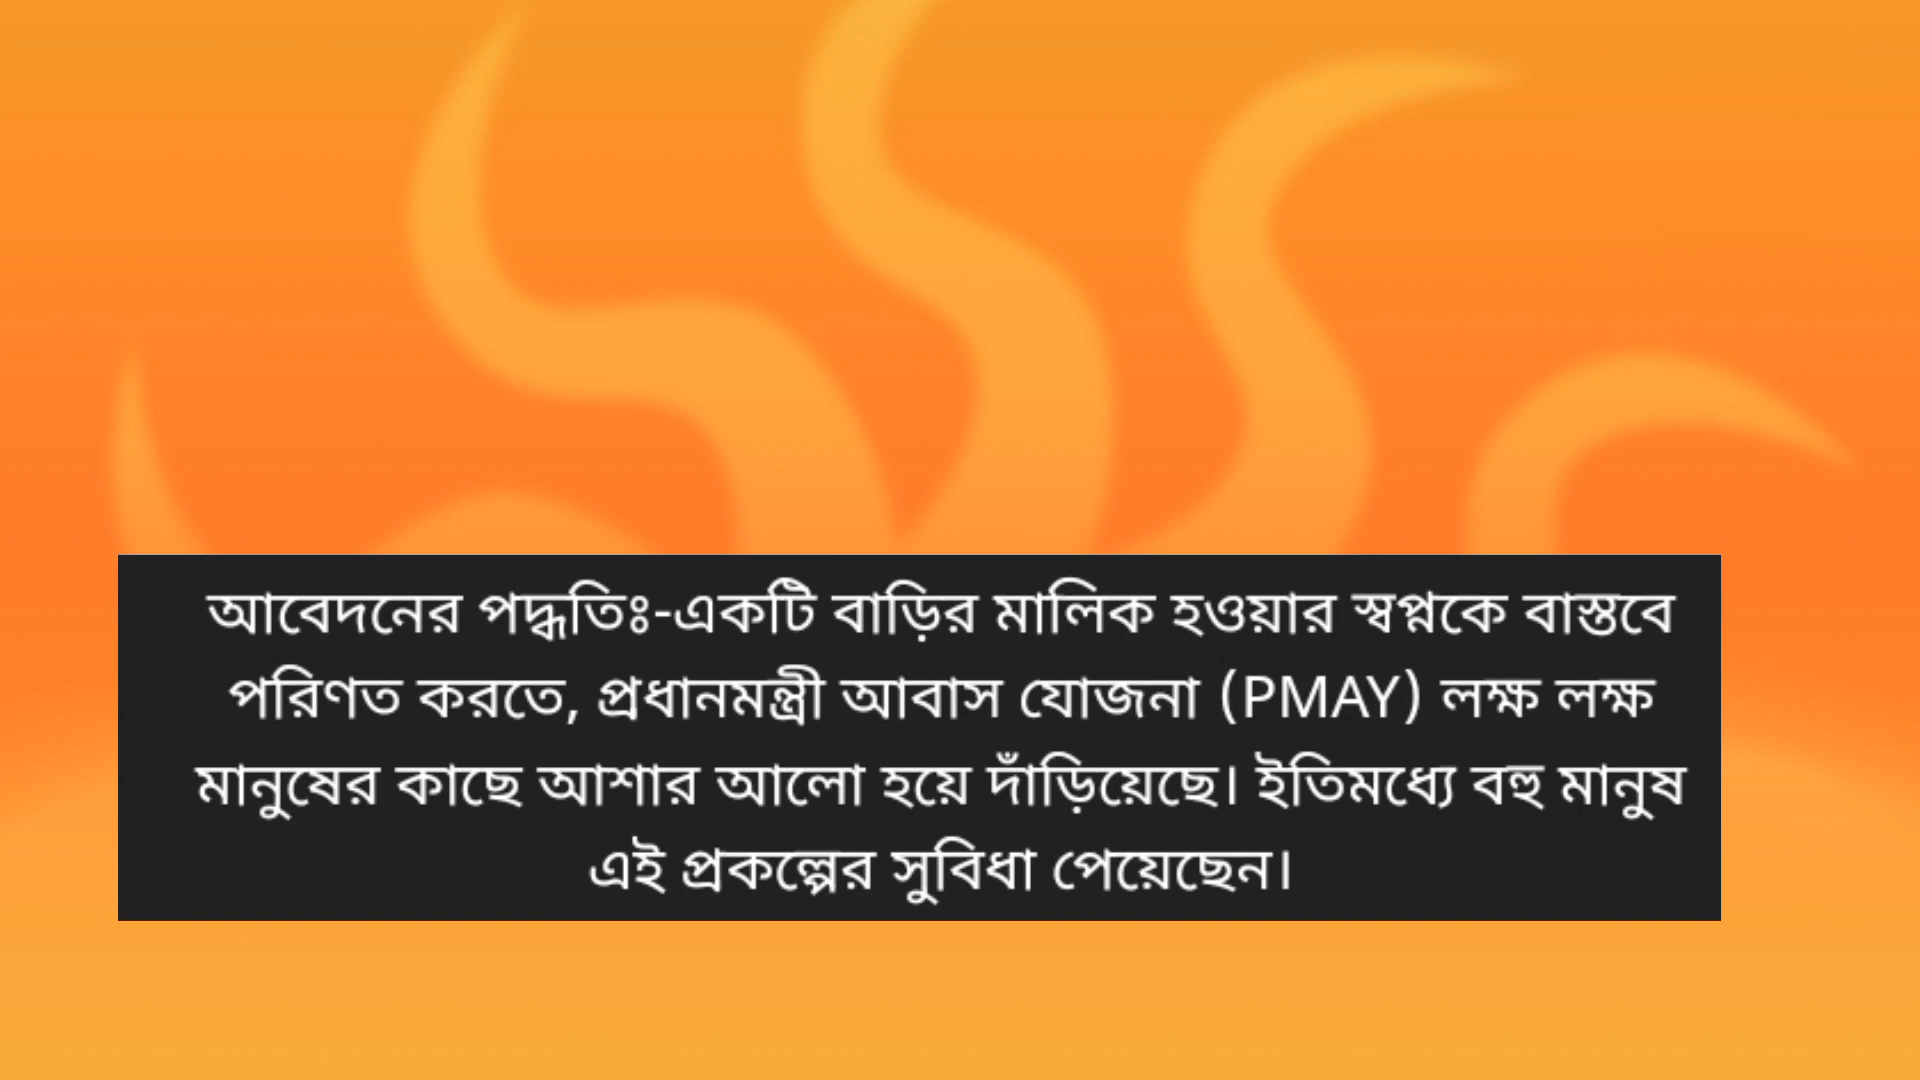 আবেদনের পদ্ধতিঃ-একটি বাড়ির মালিক হওয়ার স্বপ্নকে বাস্তবে
পরিণত করতে, প্রধানমন্ত্রী আবাস যোজনা (PMAY) লক্ষ লক্ষ
মানুষের কাছে আশার আলো হয়ে দাঁড়িয়েছে। ইতিমধ্যে বহু মানুষ
এই প্রকল্পের সুবিধা পেয়েছেন।